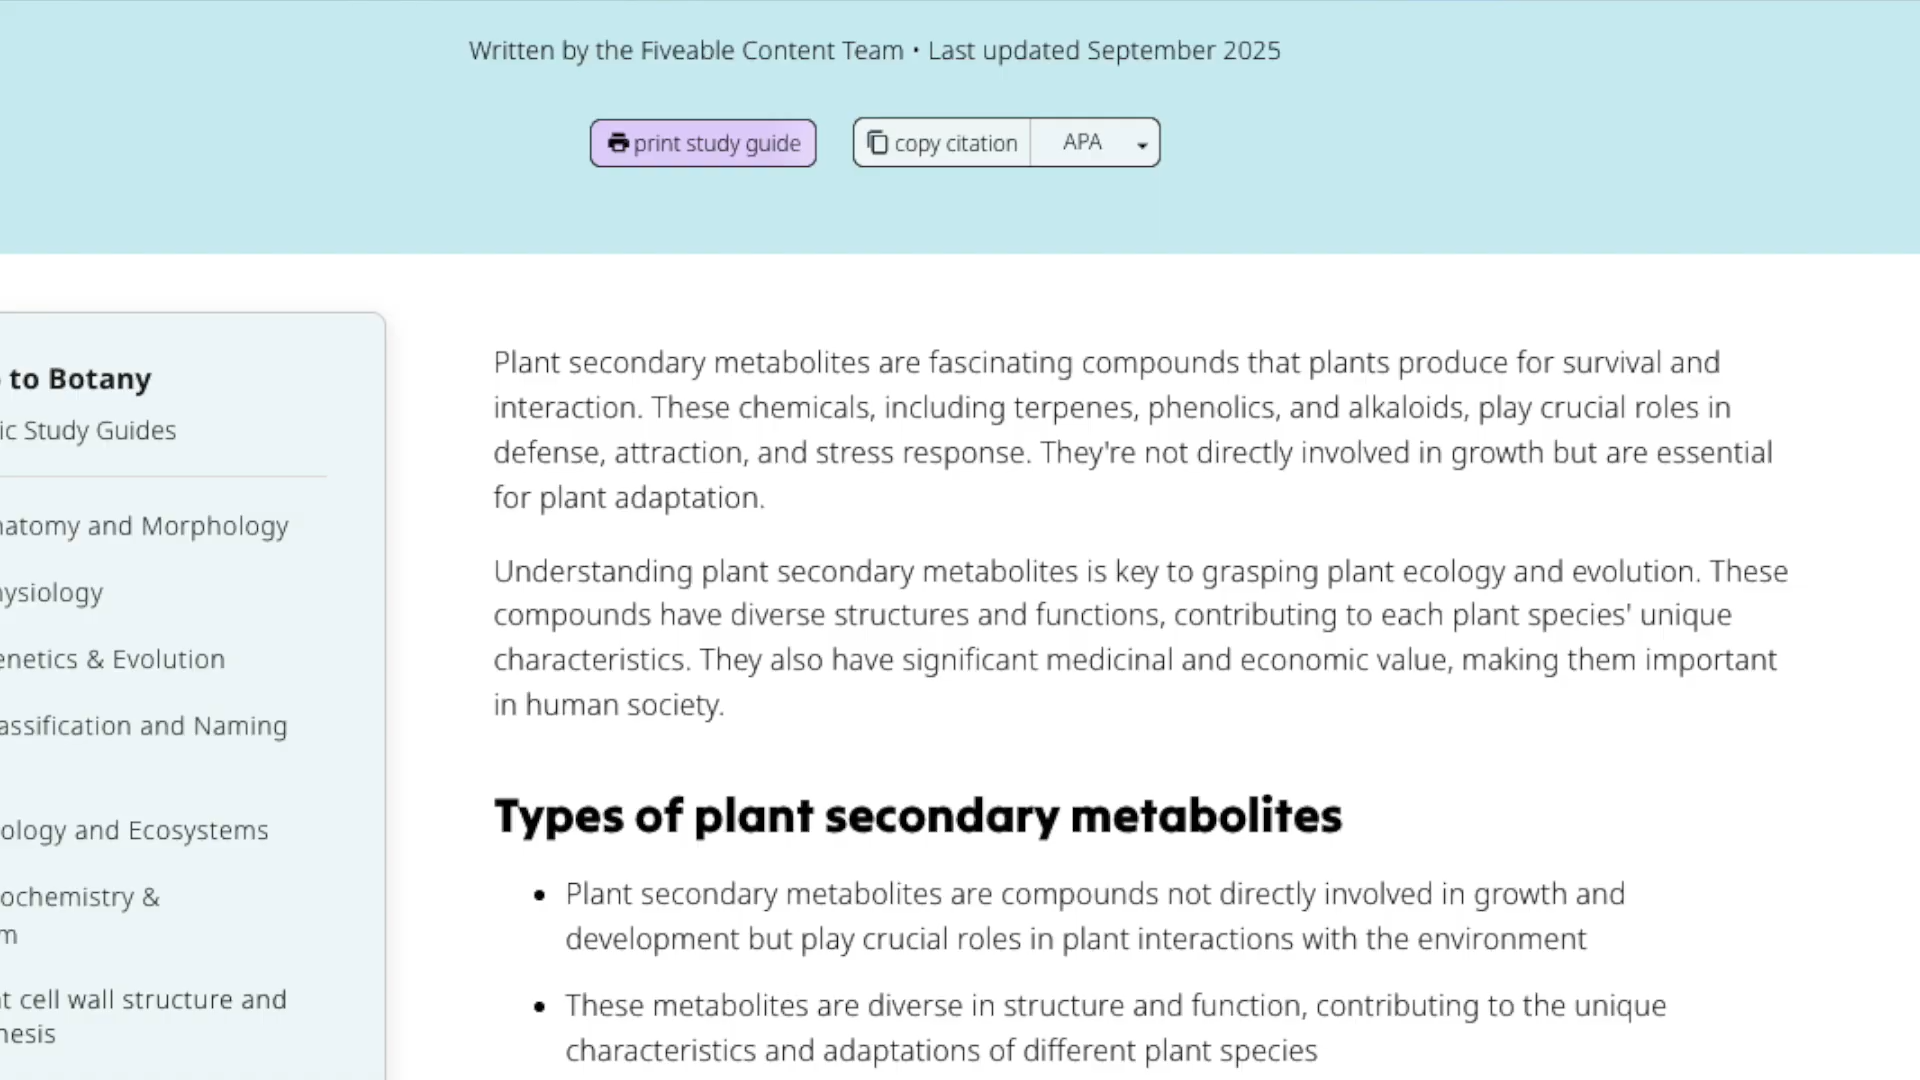 Written by the Fiveable Content Team • Last updated September 2025
print study guide
copy citation
APA
to Botany
ic Study Guides
natomy and Morphology
ysiology
enetics & Evolution
assification and Naming
ology and Ecosystems
ochemistry &
m
t cell wall structure and
nesis
Plant secondary metabolites are fascinating compounds that plants produce for survival and
interaction. These chemicals, including terpenes, phenolics, and alkaloids, play crucial roles in
defense, attraction, and stress response. They're not directly involved in growth but are essential
for plant adaptation.
Understanding plant secondary metabolites is key to grasping plant ecology and evolution. These
compounds have diverse structures and functions, contributing to each plant species' unique
characteristics. They also have significant medicinal and economic value, making them important
in human society.
Types of plant secondary metabolites
• Plant secondary metabolites are compounds not directly involved in growth and
development but play crucial roles in plant interactions with the environment
• These metabolites are diverse in structure and function, contributing to the unique
characteristics and adaptations of different plant species